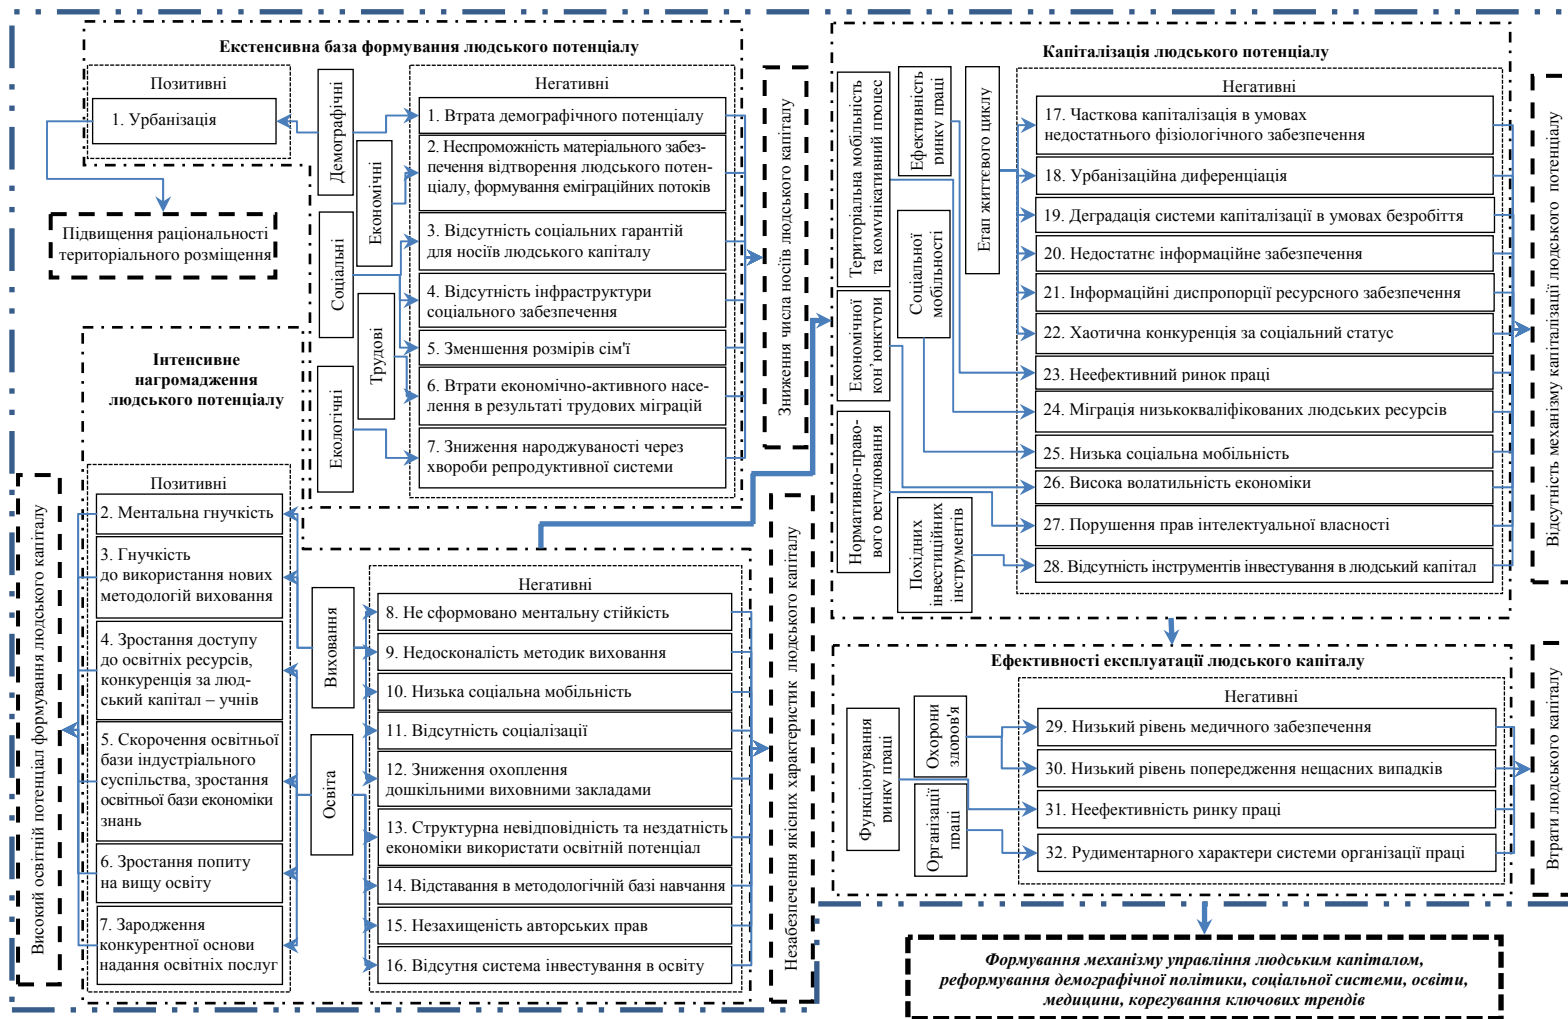 Екстенсивна база формування людського потенціалу
Позитивні
1. Урбанізація
Підвищення раціональності
територіального розміщення
Демографічні
Економічні
Соціальні
Трудові
Екологічні
Негативні
1. Втрата демографічного потенціалу
2. Неспроможність матеріального забез-
печення відтворення людського потен-
ціалу, формування еміграційних потоків
3. Відсутність соціальних гарантій
для носіїв людського капіталу
4. Відсутність інфраструктури
соціального забезпечення
5. Зменшення розмірів сім'ї
6. Втрати економічно-активного насе-
лення в результаті трудових міграцій
7. Зниження народжуваності через
хвороби репродуктивної системи
Зниження числа носіїв людського капіталу
Інтенсивне
нагромадження
людського потенціалу
Високий освітній потенціал формування людського капіталу
Позитивні
2. Ментальна гнучкість
3. Гнучкість
до використання нових
методологій виховання
4. Зростання доступу
до освітніх ресурсів,
конкуренція за люд-
ський капітал – учнів
5. Скорочення освітньої
бази індустріального
суспільства, зростання
освітньої бази економіки
знань
6. Зростання попиту
на вищу освіту
7. Зародження
конкурентної основи
надання освітніх послуг
Виховання
Освіта
Негативні
8. Не сформовано ментальну стійкість
9. Недосконалість методик виховання
10. Низька соціальна мобільність
11. Відсутність соціалізації
12. Зниження охоплення
дошкільними виховними закладами
13. Структурна невідповідність та нездатність
економіки використати освітній потенціал
14. Відставання в методологічній базі навчання
15. Незахищеність авторських прав
16. Відсутня система інвестування в освіту
Незабезпечення якісних характеристик людського капіталу
Капіталізація людського потенціалу
Територіальна мобільність
та комунікативний процес
Ефективність
ринку праці
Етап життєвого циклу
Соціальної
мобільності
Економічної
кон’юнктури
Нормативно-право-
вого регулювання
Похідних
інвестиційних
інструментів
Негативні
17. Часткова капіталізація в умовах
недостатнього фізіологічного забезпечення
18. Урбанізаційна диференціація
19. Деградація системи капіталізації в умовах безробіття
20. Недостатнє інформаційне забезпечення
21. Інформаційні диспропорції ресурсного забезпечення
22. Хаотична конкуренція за соціальний статус
23. Неефективний ринок праці
24. Міграція низькокваліфікованих людських ресурсів
25. Низька соціальна мобільність
26. Висока волатильність економіки
27. Порушення прав інтелектуальної власності
28. Відсутність інструментів інвестування в людський капітал
Відсутність механізму капіталізації людського потенціалу
Ефективності експлуатації людського капіталу
Функціонування
ринку праці
Охорони
здоров'я
Організації
праці
Негативні
29. Низький рівень медичного забезпечення
30. Низький рівень попередження нещасних випадків
31. Неефективність ринку праці
32. Рудиментарного характери системи організації праці
Втрати людського капіталу
Формування механізму управління людським капіталом,
реформування демографічної політики, соціальної системи, освіти,
медицини, корегування ключових трендів